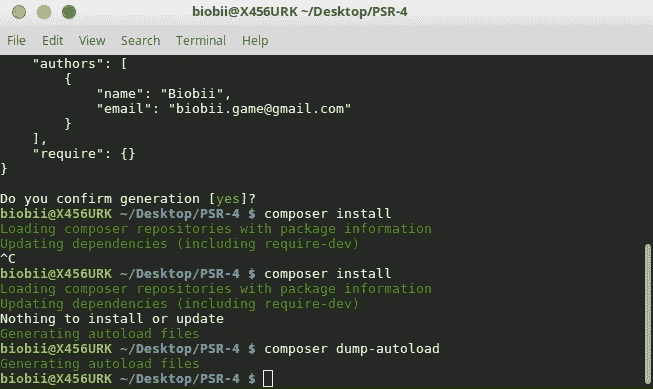 biobii@X456URK ~/Desktop/PSR-4
File Edit View Search Terminal Help
"authors": [
{
"name": "Biobii",
"email": "biobii.game@gmail.com"
}
],
"require": {}
}
Do you confirm generation [yes]?
biobii@X456URK ~/Desktop/PSR-4 $ composer install
Loading composer repositories with package information
Updating dependencies (including require-dev)
^C
biobii@X456URK ~/Desktop/PSR-4 $ composer install
Loading composer repositories with package information
Updating dependencies (including require-dev)
Nothing to install or update
Generating autoload files
biobii@X456URK ~/Desktop/PSR-4 $ composer dump-autoload
Generating autoload files
biobii@X456URK ~/Desktop/PSR-4 $